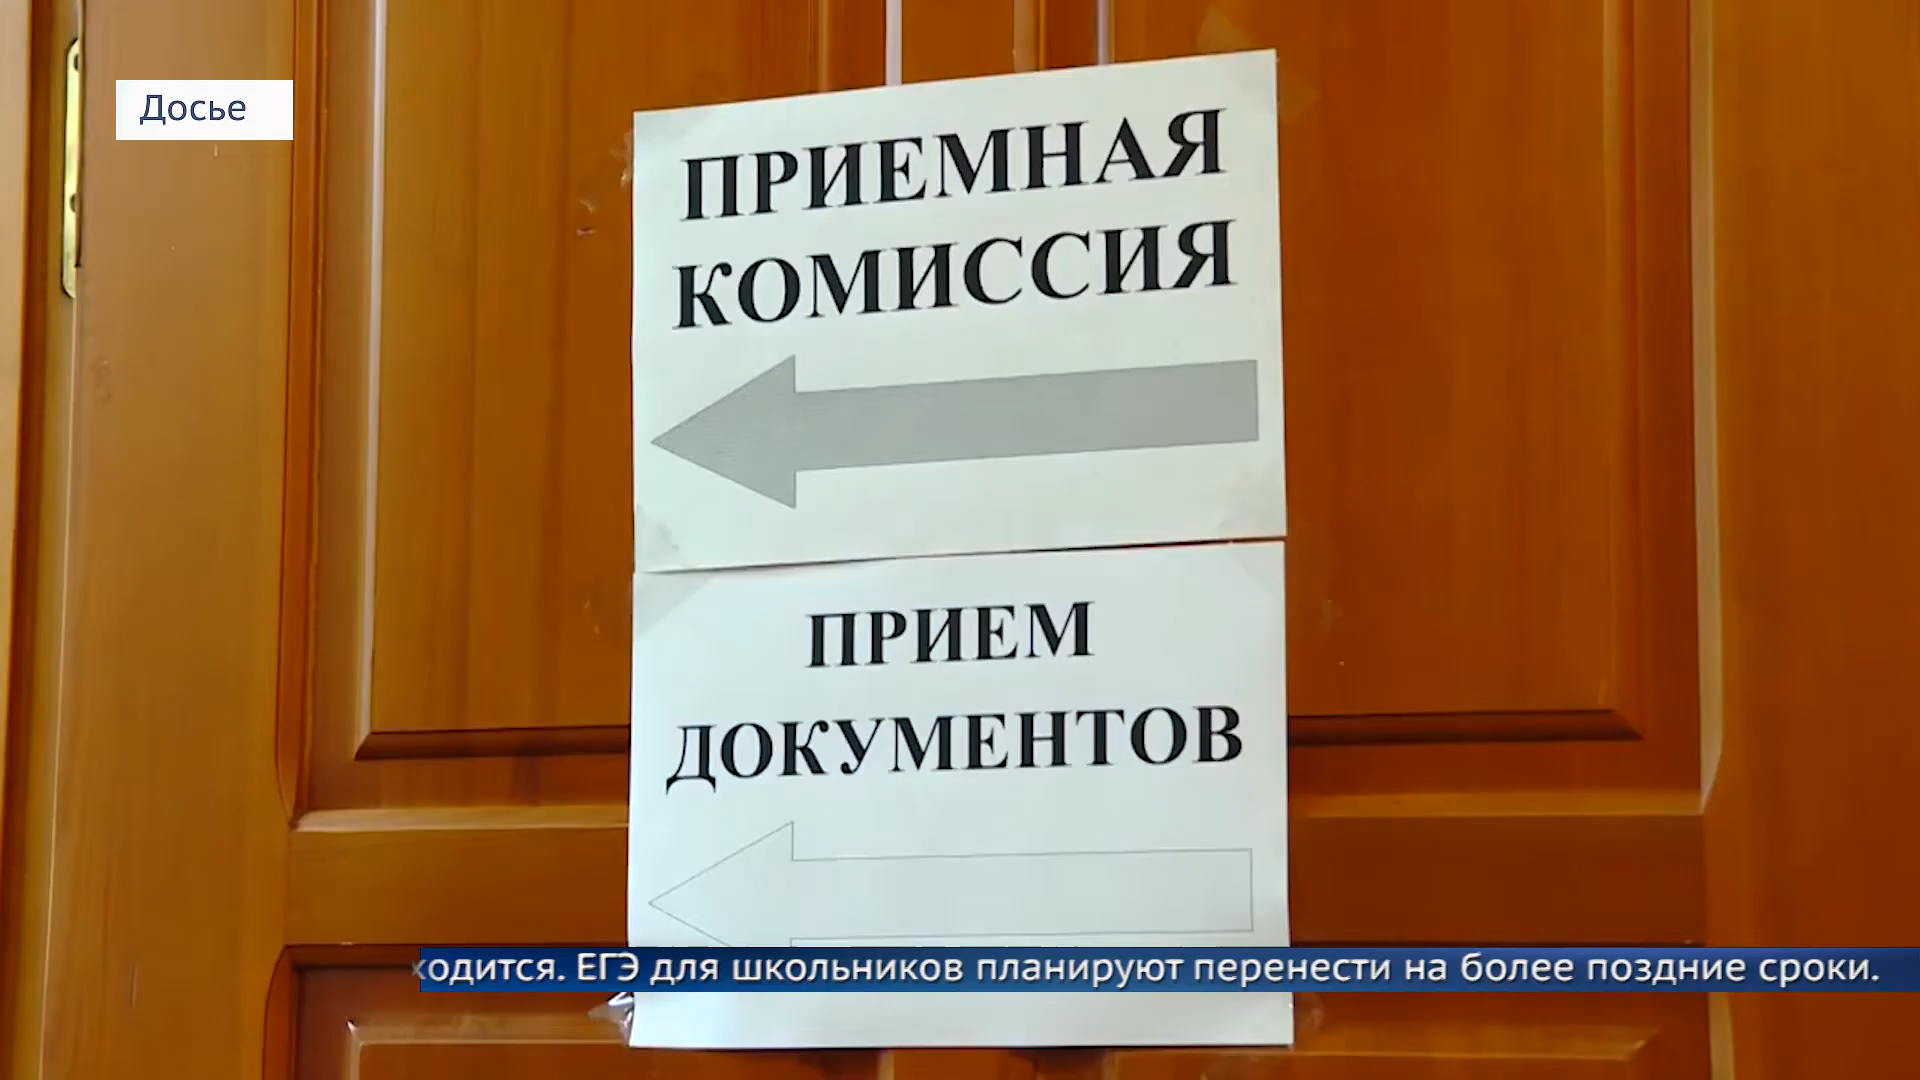 Досье
ПРИЕМНАЯ
КОМИССИЯ
ПРИЕМ
ДОКУМЕНТОВ
ходится. ЕГЭ для школьников планируют перенести на более поздние сроки.